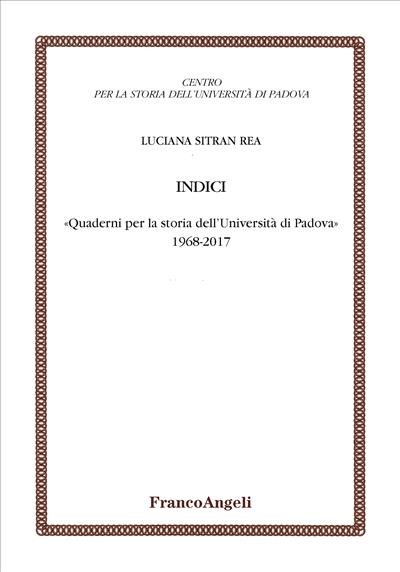 CENTRO
PER LA STORIA DELL'UNIVERSITÀ DI PADOVA
LUCIANA SITRAN REA
INDICI
«Quaderni per la storia dell'Università di Padova»
1968-2017
FrancoAngeli